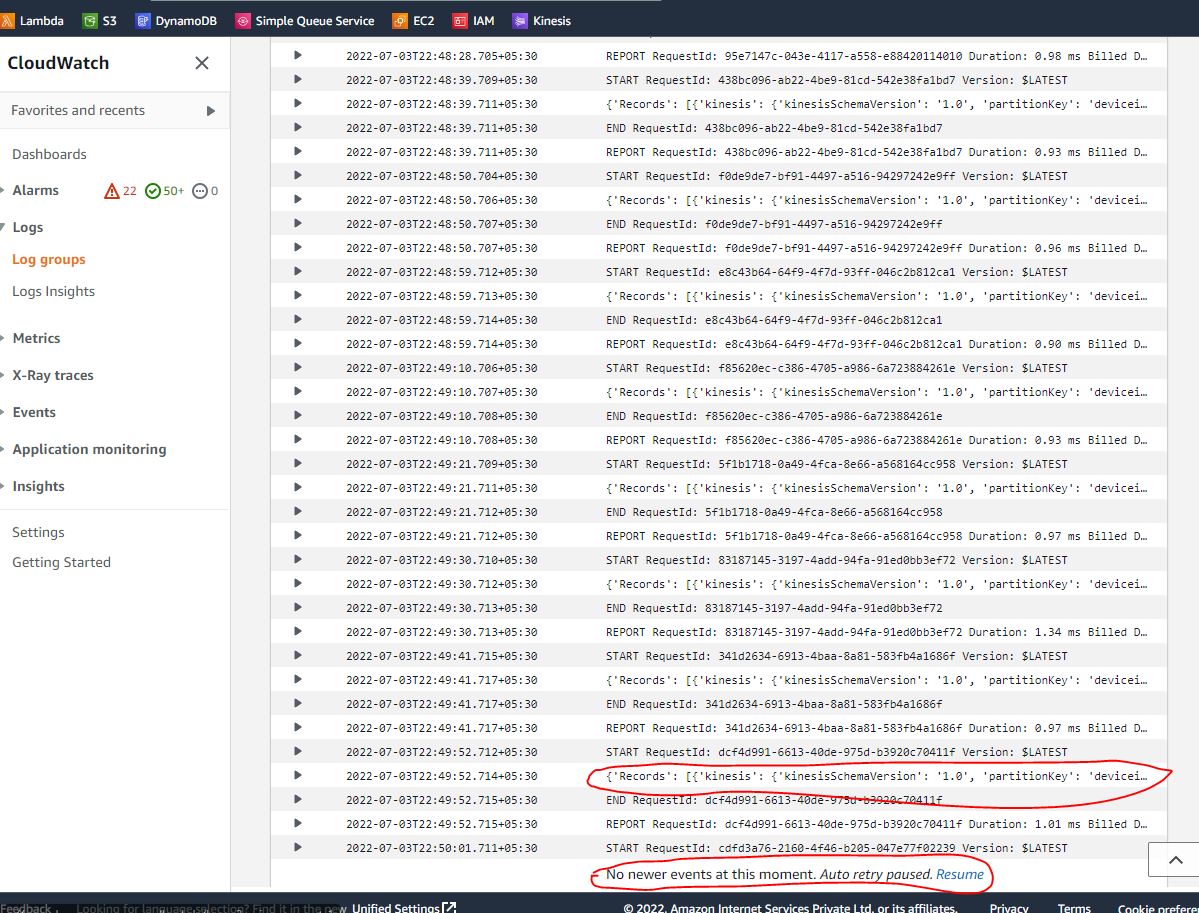 Lambda S3 DynamoDB Simple Queue Service EC2 IAM Kinesis
CloudWatch
Favorites and recents
Dashboards
Alarms 22 50+ 0
Logs
Log groups
Logs Insights
Metrics
X-Ray traces
Events
Application monitoring
Insights
Settings
Getting Started
2022-07-03T22:48:28.705+05:30 REPORT RequestId: 95e7147c-043e-4117-a558-e88420114010 Duration: 0.98 ms Billed D…
2022-07-03T22:48:39.709+05:30 START RequestId: 438bc096-ab22-4be9-81cd-542e38fa1bd7 Version: $LATEST
2022-07-03T22:48:39.711+05:30 {'Records': [{'kinesis': {'kinesisSchemaVersion': '1.0', 'partitionKey': 'devicei…
2022-07-03T22:48:39.711+05:30 END RequestId: 438bc096-ab22-4be9-81cd-542e38fa1bd7
2022-07-03T22:48:39.711+05:30 REPORT RequestId: 438bc096-ab22-4be9-81cd-542e38fa1bd7 Duration: 0.93 ms Billed D…
2022-07-03T22:48:50.704+05:30 START RequestId: f0de9de7-bf91-4497-a516-94297242e9ff Version: $LATEST
2022-07-03T22:48:50.706+05:30 {'Records': [{'kinesis': {'kinesisSchemaVersion': '1.0', 'partitionKey': 'devicei…
2022-07-03T22:48:50.707+05:30 END RequestId: f0de9de7-bf91-4497-a516-94297242e9ff
2022-07-03T22:48:50.707+05:30 REPORT RequestId: f0de9de7-bf91-4497-a516-94297242e9ff Duration: 0.96 ms Billed D…
2022-07-03T22:48:59.712+05:30 START RequestId: e8c43b64-64f9-4f7d-93ff-046c2b812ca1 Version: $LATEST
2022-07-03T22:48:59.713+05:30 {'Records': [{'kinesis': {'kinesisSchemaVersion': '1.0', 'partitionKey': 'devicei…
2022-07-03T22:48:59.714+05:30 END RequestId: e8c43b64-64f9-4f7d-93ff-046c2b812ca1
2022-07-03T22:48:59.714+05:30 REPORT RequestId: e8c43b64-64f9-4f7d-93ff-046c2b812ca1 Duration: 0.90 ms Billed D…
2022-07-03T22:49:10.706+05:30 START RequestId: f85620ec-c386-4705-a986-6a723884261e Version: $LATEST
2022-07-03T22:49:10.707+05:30 {'Records': [{'kinesis': {'kinesisSchemaVersion': '1.0', 'partitionKey': 'devicei…
2022-07-03T22:49:10.708+05:30 END RequestId: f85620ec-c386-4705-a986-6a723884261e
2022-07-03T22:49:10.708+05:30 REPORT RequestId: f85620ec-c386-4705-a986-6a723884261e Duration: 0.93 ms Billed D…
2022-07-03T22:49:21.709+05:30 START RequestId: 5f1b1718-0a49-4fca-8e66-a568164cc958 Version: $LATEST
2022-07-03T22:49:21.711+05:30 {'Records': [{'kinesis': {'kinesisSchemaVersion': '1.0', 'partitionKey': 'devicei…
2022-07-03T22:49:21.712+05:30 END RequestId: 5f1b1718-0a49-4fca-8e66-a568164cc958
2022-07-03T22:49:21.712+05:30 REPORT RequestId: 5f1b1718-0a49-4fca-8e66-a568164cc958 Duration: 0.97 ms Billed D…
2022-07-03T22:49:30.710+05:30 START RequestId: 83187145-3197-4add-94fa-91ed0bb3ef72 Version: $LATEST
2022-07-03T22:49:30.712+05:30 {'Records': [{'kinesis': {'kinesisSchemaVersion': '1.0', 'partitionKey': 'devicei…
2022-07-03T22:49:30.713+05:30 END RequestId: 83187145-3197-4add-94fa-91ed0bb3ef72
2022-07-03T22:49:30.713+05:30 REPORT RequestId: 83187145-3197-4add-94fa-91ed0bb3ef72 Duration: 1.34 ms Billed D…
2022-07-03T22:49:41.715+05:30 START RequestId: 341d2634-6913-4baa-8a81-583fb4a1686f Version: $LATEST
2022-07-03T22:49:41.717+05:30 {'Records': [{'kinesis': {'kinesisSchemaVersion': '1.0', 'partitionKey': 'devicei…
2022-07-03T22:49:41.717+05:30 END RequestId: 341d2634-6913-4baa-8a81-583fb4a1686f
2022-07-03T22:49:41.717+05:30 REPORT RequestId: 341d2634-6913-4baa-8a81-583fb4a1686f Duration: 0.97 ms Billed D…
2022-07-03T22:49:52.712+05:30 START RequestId: dcf4d991-6613-40de-975d-b3920c70411f Version: $LATEST
2022-07-03T22:49:52.714+05:30 {'Records': [{'kinesis': {'kinesisSchemaVersion': '1.0', 'partitionKey': 'devicei…
2022-07-03T22:49:52.715+05:30 END RequestId: dcf4d991-6613-40de-975d-b3920c70411f
2022-07-03T22:49:52.715+05:30 REPORT RequestId: dcf4d991-6613-40de-975d-b3920c70411f Duration: 1.01 ms Billed D…
2022-07-03T22:50:01.711+05:30 START RequestId: cdfd3a76-2160-4f46-b205-047e77f02239 Version: $LATEST
No newer events at this moment. Auto retry paused. Resume
Feedback Looking for language selection? Find it in the new Unified Settings © 2022, Amazon Internet Services Private Ltd. or its affiliates. Privacy Terms Cookie prefere